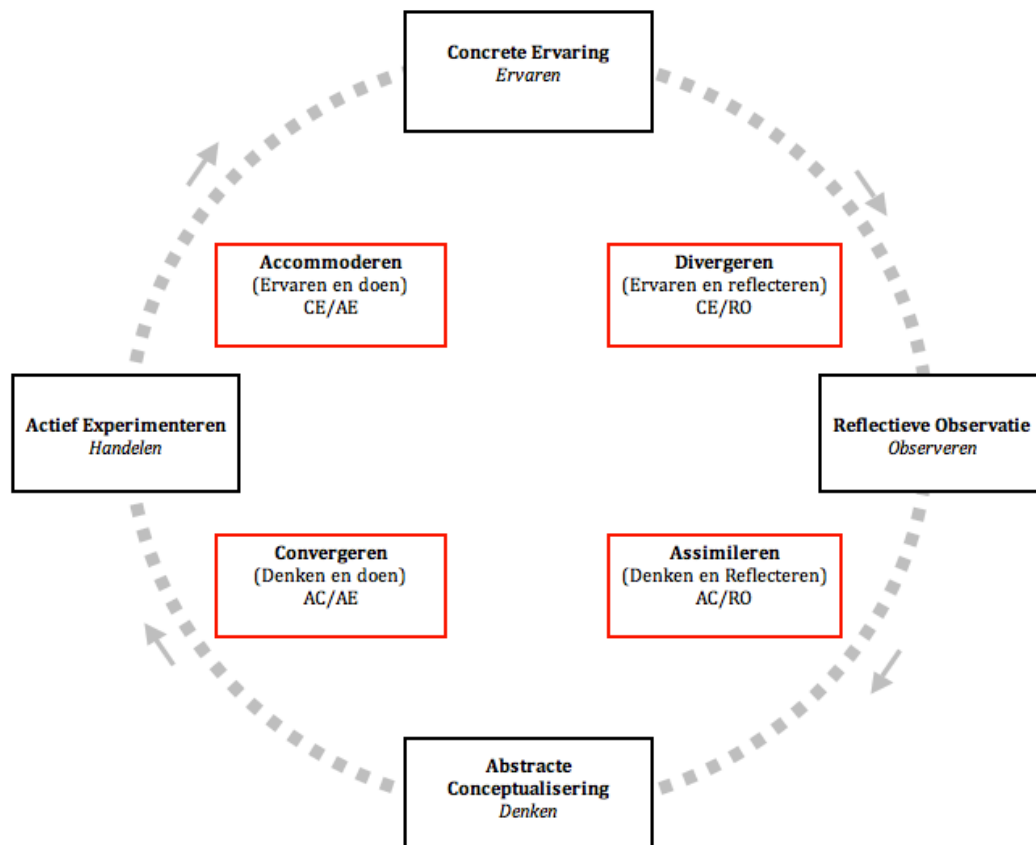 Concrete Ervaring
Ervaren
Accommoderen
(Ervaren en doen)
CE/AE
Divergeren
(Ervaren en reflecteren)
CE/RO
Actief Experimenteren
Handelen
Reflectieve Observatie
Observeren
Convergeren
(Denken en doen)
AC/AE
Assimileren
(Denken en Reflecteren)
AC/RO
Abstracte
Conceptualisering
Denken